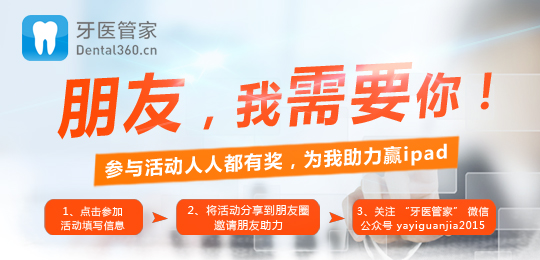 牙医管家
Dental360.cn
朋友，我需要你！
参与活动人人都有奖，为我助力赢ipad
1、点击参加
活动填写信息
2、将活动分享到朋友圈
邀请朋友助力
3、关注 “牙医管家” 微信
公众号 yayiguanjia2015